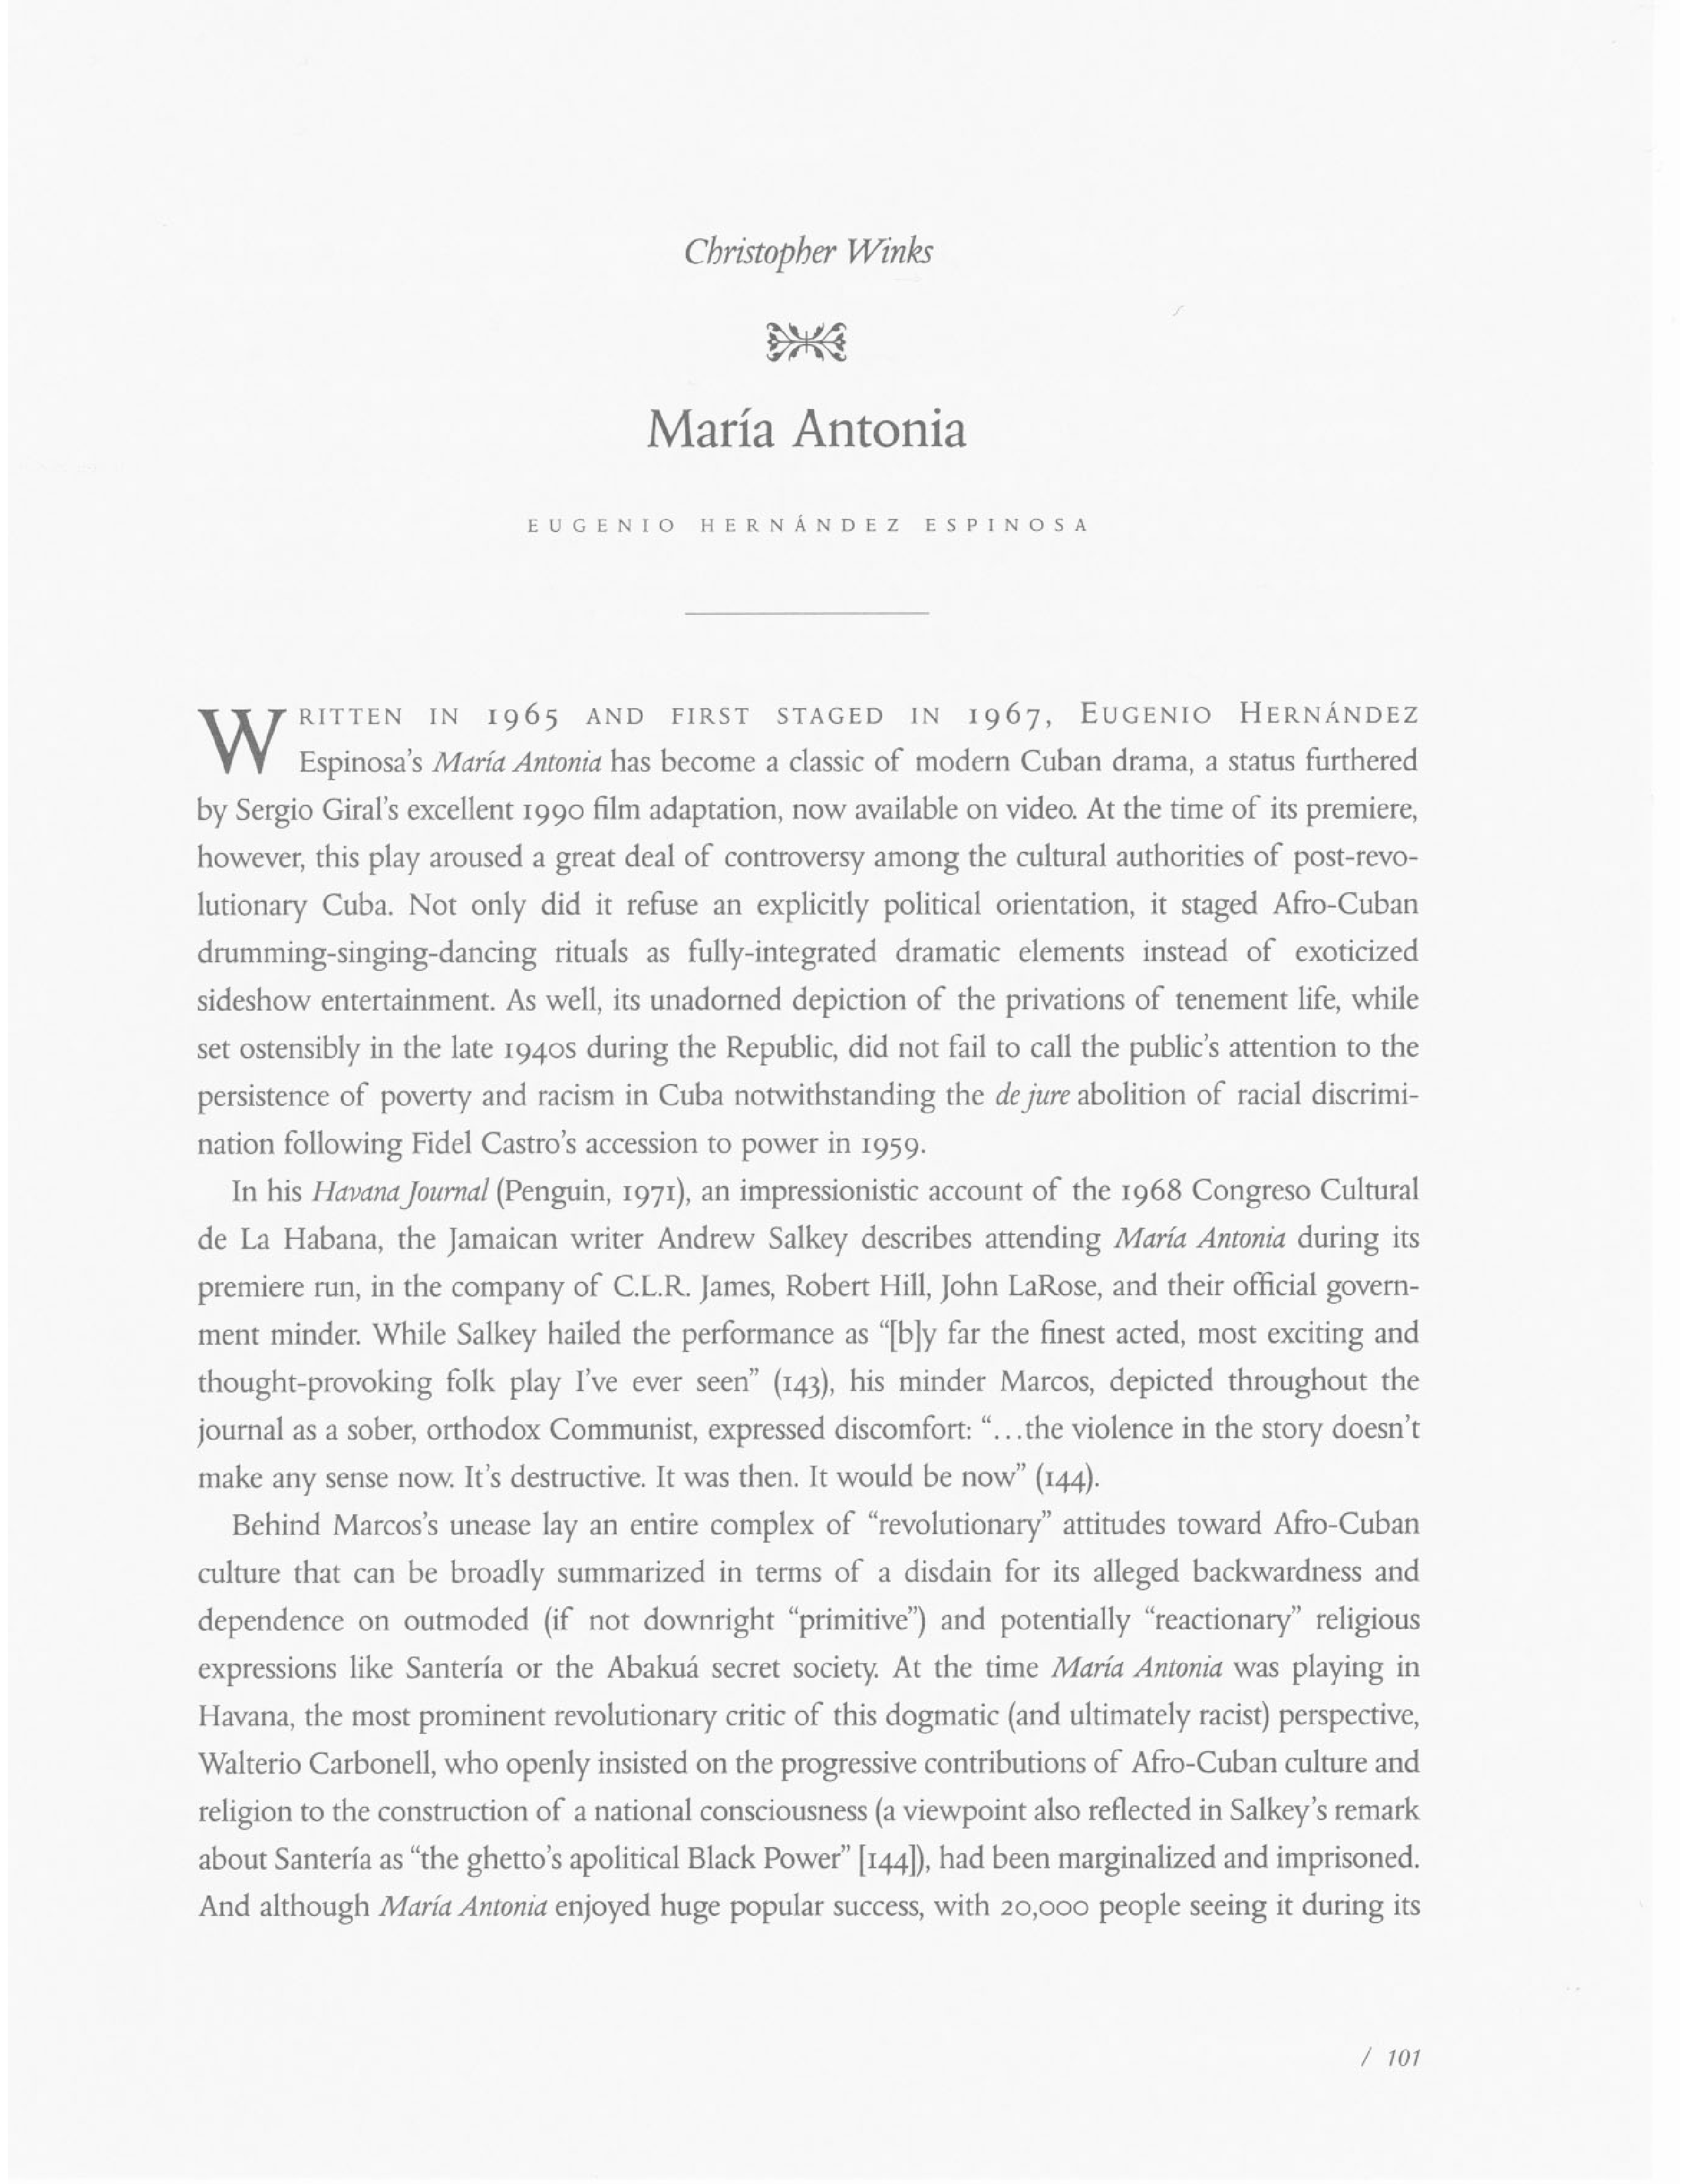 Christopher Winks
María Antonia
EUGENIO HERNÁNDEZ ESPINOSA
WRITTEN IN 1965 AND FIRST STAGED IN 1967, EUGENIO HERNÁNDEZ
Espinosa's María Antonia has become a classic of modern Cuban drama, a status furthered
by Sergio Giral's excellent 1990 film adaptation, now available on video. At the time of its premiere,
however, this play aroused a great deal of controversy among the cultural authorities of post-revo-
lutionary Cuba. Not only did it refuse an explicitly political orientation, it staged Afro-Cuban
drumming-singing-dancing rituals as fully-integrated dramatic elements instead of exoticized
sideshow entertainment. As well, its unadorned depiction of the privations of tenement life, while
set ostensibly in the late 1940s during the Republic, did not fail to call the public's attention to the
persistence of poverty and racism in Cuba notwithstanding the de jure abolition of racial discrimi-
nation following Fidel Castro's accession to power in 1959.
In his Havana Journal (Penguin, 1971), an impressionistic account of the 1968 Congreso Cultural
de La Habana, the Jamaican writer Andrew Salkey describes attending María Antonia during its
premiere run, in the company of C.L.R. James, Robert Hill, John LaRose, and their official govern-
ment minder. While Salkey hailed the performance as “[b]y far the finest acted, most exciting and
thought-provoking folk play I've ever seen” (143), his minder Marcos, depicted throughout the
journal as a sober, orthodox Communist, expressed discomfort: “...the violence in the story doesn't
make any sense now. It's destructive. It was then. It would be now” (144).
Behind Marcos's unease lay an entire complex of “revolutionary” attitudes toward Afro-Cuban
culture that can be broadly summarized in terms of a disdain for its alleged backwardness and
dependence on outmoded (if not downright “primitive”) and potentially “reactionary” religious
expressions like Santería or the Abakuá secret society. At the time María Antonia was playing in
Havana, the most prominent revolutionary critic of this dogmatic (and ultimately racist) perspective,
Walterio Carbonell, who openly insisted on the progressive contributions of Afro-Cuban culture and
religion to the construction of a national consciousness (a viewpoint also reflected in Salkey's remark
about Santería as “the ghetto's apolitical Black Power” [144]), had been marginalized and imprisoned.
And although María Antonia enjoyed huge popular success, with 20,000 people seeing it during its
/ 101